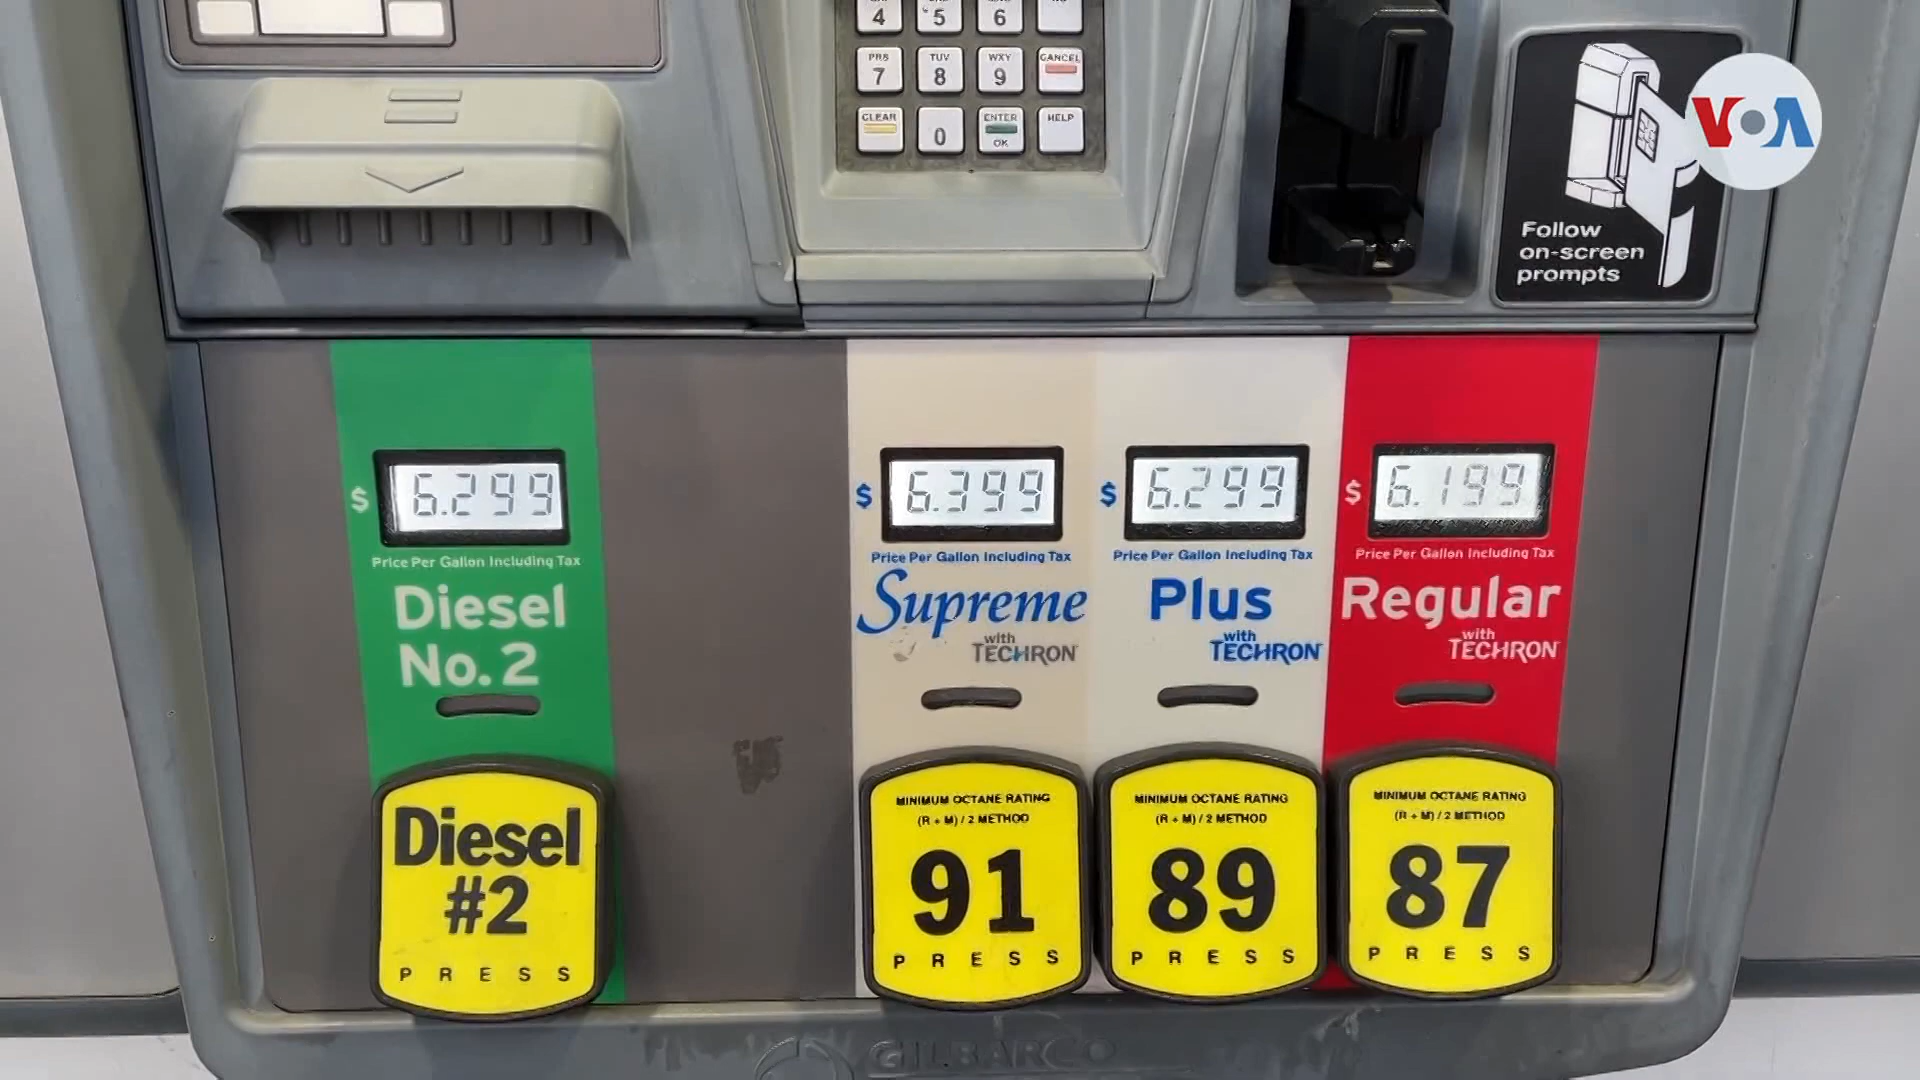 4
5
6
PRS
7
TUV
8
WXY
9
CANCEL
CLEAR
0
ENTER
OK
HELP
VOA
Follow
on-screen
prompts
$ 6.299
Price Per Gallon Including Tax
Diesel
No. 2
Diesel
#2
PRESS
$ 6.399
Price Per Gallon Including Tax
Supreme
with
TECHRON
MINIMUM OCTANE RATING
(R + M) / 2 METHOD
91
PRESS
$ 6.299
Price Per Gallon Including Tax
Plus
with
TECHRON
MINIMUM OCTANE RATING
(R + M) / 2 METHOD
89
PRESS
$ 6.199
Price Per Gallon Including Tax
Regular
with
TECHRON
MINIMUM OCTANE RATING
(R + M) / 2 METHOD
87
PRESS
GILBARCO